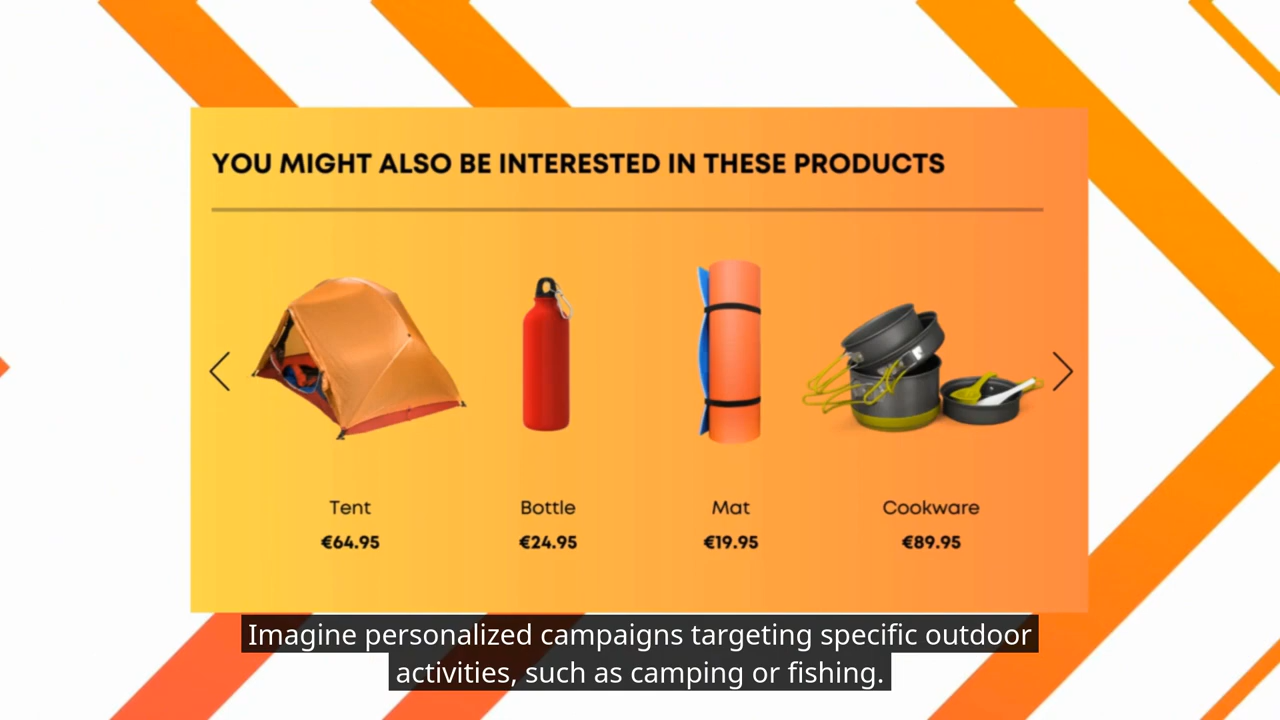 YOU MIGHT ALSO BE INTERESTED IN THESE PRODUCTS
Tent
Bottle
Mat
Cookware
€64.95
€24.95
€19.95
€89.95
Imagine personalized campaigns targeting specific outdoor
activities, such as camping or fishing.